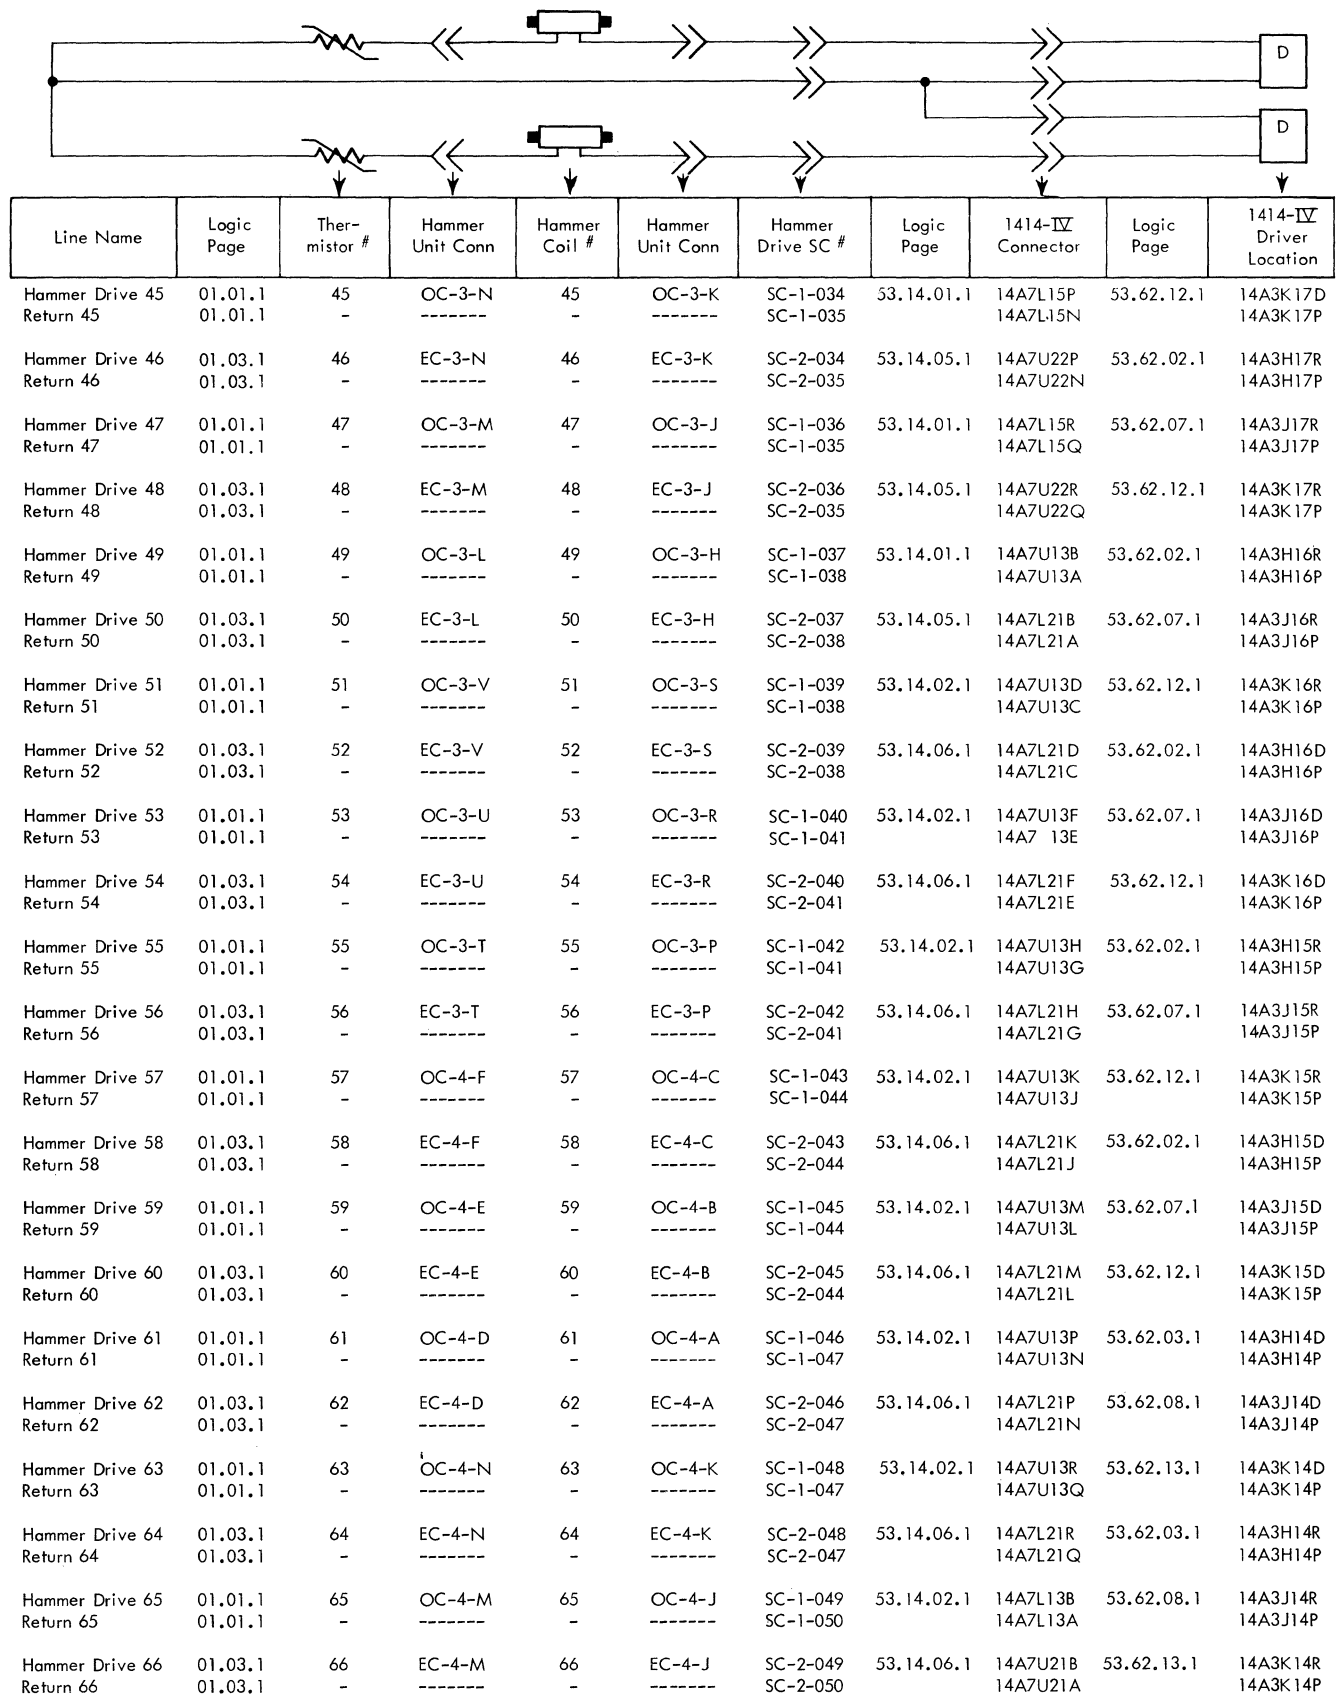 D
D
Line Name | Logic Page | Ther-mistor # | Hammer Unit Conn | Hammer Coil # | Hammer Unit Conn | Hammer Drive SC # | Logic Page | 1414-IV Connector | Logic Page | 1414-IV Driver Location
Hammer Drive 45 01.01.1 45 OC-3-N 45 OC-3-K SC-1-034 53.14.01.1 14A7L15P 53.62.12.1 14A3K17D
Return 45 01.01.1 - ------- - ------- SC-1-035 14A7L15N 14A3K17P
Hammer Drive 46 01.03.1 46 EC-3-N 46 EC-3-K SC-2-034 53.14.05.1 14A7U22P 53.62.02.1 14A3H17R
Return 46 01.03.1 - ------- - ------- SC-2-035 14A7U22N 14A3H17P
Hammer Drive 47 01.01.1 47 OC-3-M 47 OC-3-J SC-1-036 53.14.01.1 14A7L15R 53.62.07.1 14A3J17R
Return 47 01.01.1 - ------- - ------- SC-1-035 14A7L15Q 14A3J17P
Hammer Drive 48 01.03.1 48 EC-3-M 48 EC-3-J SC-2-036 53.14.05.1 14A7U22R 53.62.12.1 14A3K17R
Return 48 01.03.1 - ------- - ------- SC-2-035 14A7U22Q 14A3K17P
Hammer Drive 49 01.01.1 49 OC-3-L 49 OC-3-H SC-1-037 53.14.01.1 14A7U13B 53.62.02.1 14A3H16R
Return 49 01.01.1 - ------- - ------- SC-1-038 14A7U13A 14A3H16P
Hammer Drive 50 01.03.1 50 EC-3-L 50 EC-3-H SC-2-037 53.14.05.1 14A7L21B 53.62.07.1 14A3J16R
Return 50 01.03.1 - ------- - ------- SC-2-038 14A7L21A 14A3J16P
Hammer Drive 51 01.01.1 51 OC-3-V 51 OC-3-S SC-1-039 53.14.02.1 14A7U13D 53.62.12.1 14A3K16R
Return 51 01.01.1 - ------- - ------- SC-1-038 14A7U13C 14A3K16P
Hammer Drive 52 01.03.1 52 EC-3-V 52 EC-3-S SC-2-039 53.14.06.1 14A7L21D 53.62.02.1 14A3H16D
Return 52 01.03.1 - ------- - ------- SC-2-038 14A7L21C 14A3H16P
Hammer Drive 53 01.01.1 53 OC-3-U 53 OC-3-R SC-1-040 53.14.02.1 14A7U13F 53.62.07.1 14A3J16D
Return 53 01.01.1 - ------- - ------- SC-1-041 14A7 13E 14A3J16P
Hammer Drive 54 01.03.1 54 EC-3-U 54 EC-3-R SC-2-040 53.14.06.1 14A7L21F 53.62.12.1 14A3K16D
Return 54 01.03.1 - ------- - ------- SC-2-041 14A7L21E 14A3K16P
Hammer Drive 55 01.01.1 55 OC-3-T 55 OC-3-P SC-1-042 53.14.02.1 14A7U13H 53.62.02.1 14A3H15R
Return 55 01.01.1 - ------- - ------- SC-1-041 14A7U13G 14A3H15P
Hammer Drive 56 01.03.1 56 EC-3-T 56 EC-3-P SC-2-042 53.14.06.1 14A7L21H 53.62.07.1 14A3J15R
Return 56 01.03.1 - ------- - ------- SC-2-041 14A7L21G 14A3J15P
Hammer Drive 57 01.01.1 57 OC-4-F 57 OC-4-C SC-1-043 53.14.02.1 14A7U13K 53.62.12.1 14A3K15R
Return 57 01.01.1 - ------- - ------- SC-1-044 14A7U13J 14A3K15P
Hammer Drive 58 01.03.1 58 EC-4-F 58 EC-4-C SC-2-043 53.14.06.1 14A7L21K 53.62.02.1 14A3H15D
Return 58 01.03.1 - ------- - ------- SC-2-044 14A7L21J 14A3H15P
Hammer Drive 59 01.01.1 59 OC-4-E 59 OC-4-B SC-1-045 53.14.02.1 14A7U13M 53.62.07.1 14A3J15D
Return 59 01.01.1 - ------- - ------- SC-1-044 14A7U13L 14A3J15P
Hammer Drive 60 01.03.1 60 EC-4-E 60 EC-4-B SC-2-045 53.14.06.1 14A7L21M 53.62.12.1 14A3K15D
Return 60 01.03.1 - ------- - ------- SC-2-044 14A7L21L 14A3K15P
Hammer Drive 61 01.01.1 61 OC-4-D 61 OC-4-A SC-1-046 53.14.02.1 14A7U13P 53.62.03.1 14A3H14D
Return 61 01.01.1 - ------- - ------- SC-1-047 14A7U13N 14A3H14P
Hammer Drive 62 01.03.1 62 EC-4-D 62 EC-4-A SC-2-046 53.14.06.1 14A7L21P 53.62.08.1 14A3J14D
Return 62 01.03.1 - ------- - ------- SC-2-047 14A7L21N 14A3J14P
Hammer Drive 63 01.01.1 63 OC-4-N 63 OC-4-K SC-1-048 53.14.02.1 14A7U13R 53.62.13.1 14A3K14D
Return 63 01.01.1 - ------- - ------- SC-1-047 14A7U13Q 14A3K14P
Hammer Drive 64 01.03.1 64 EC-4-N 64 EC-4-K SC-2-048 53.14.06.1 14A7L21R 53.62.03.1 14A3H14R
Return 64 01.03.1 - ------- - ------- SC-2-047 14A7L21Q 14A3H14P
Hammer Drive 65 01.01.1 65 OC-4-M 65 OC-4-J SC-1-049 53.14.02.1 14A7L13B 53.62.08.1 14A3J14R
Return 65 01.01.1 - ------- - ------- SC-1-050 14A7L13A 14A3J14P
Hammer Drive 66 01.03.1 66 EC-4-M 66 EC-4-J SC-2-049 53.14.06.1 14A7U21B 53.62.13.1 14A3K14R
Return 66 01.03.1 - ------- - ------- SC-2-050 14A7U21A 14A3K14P